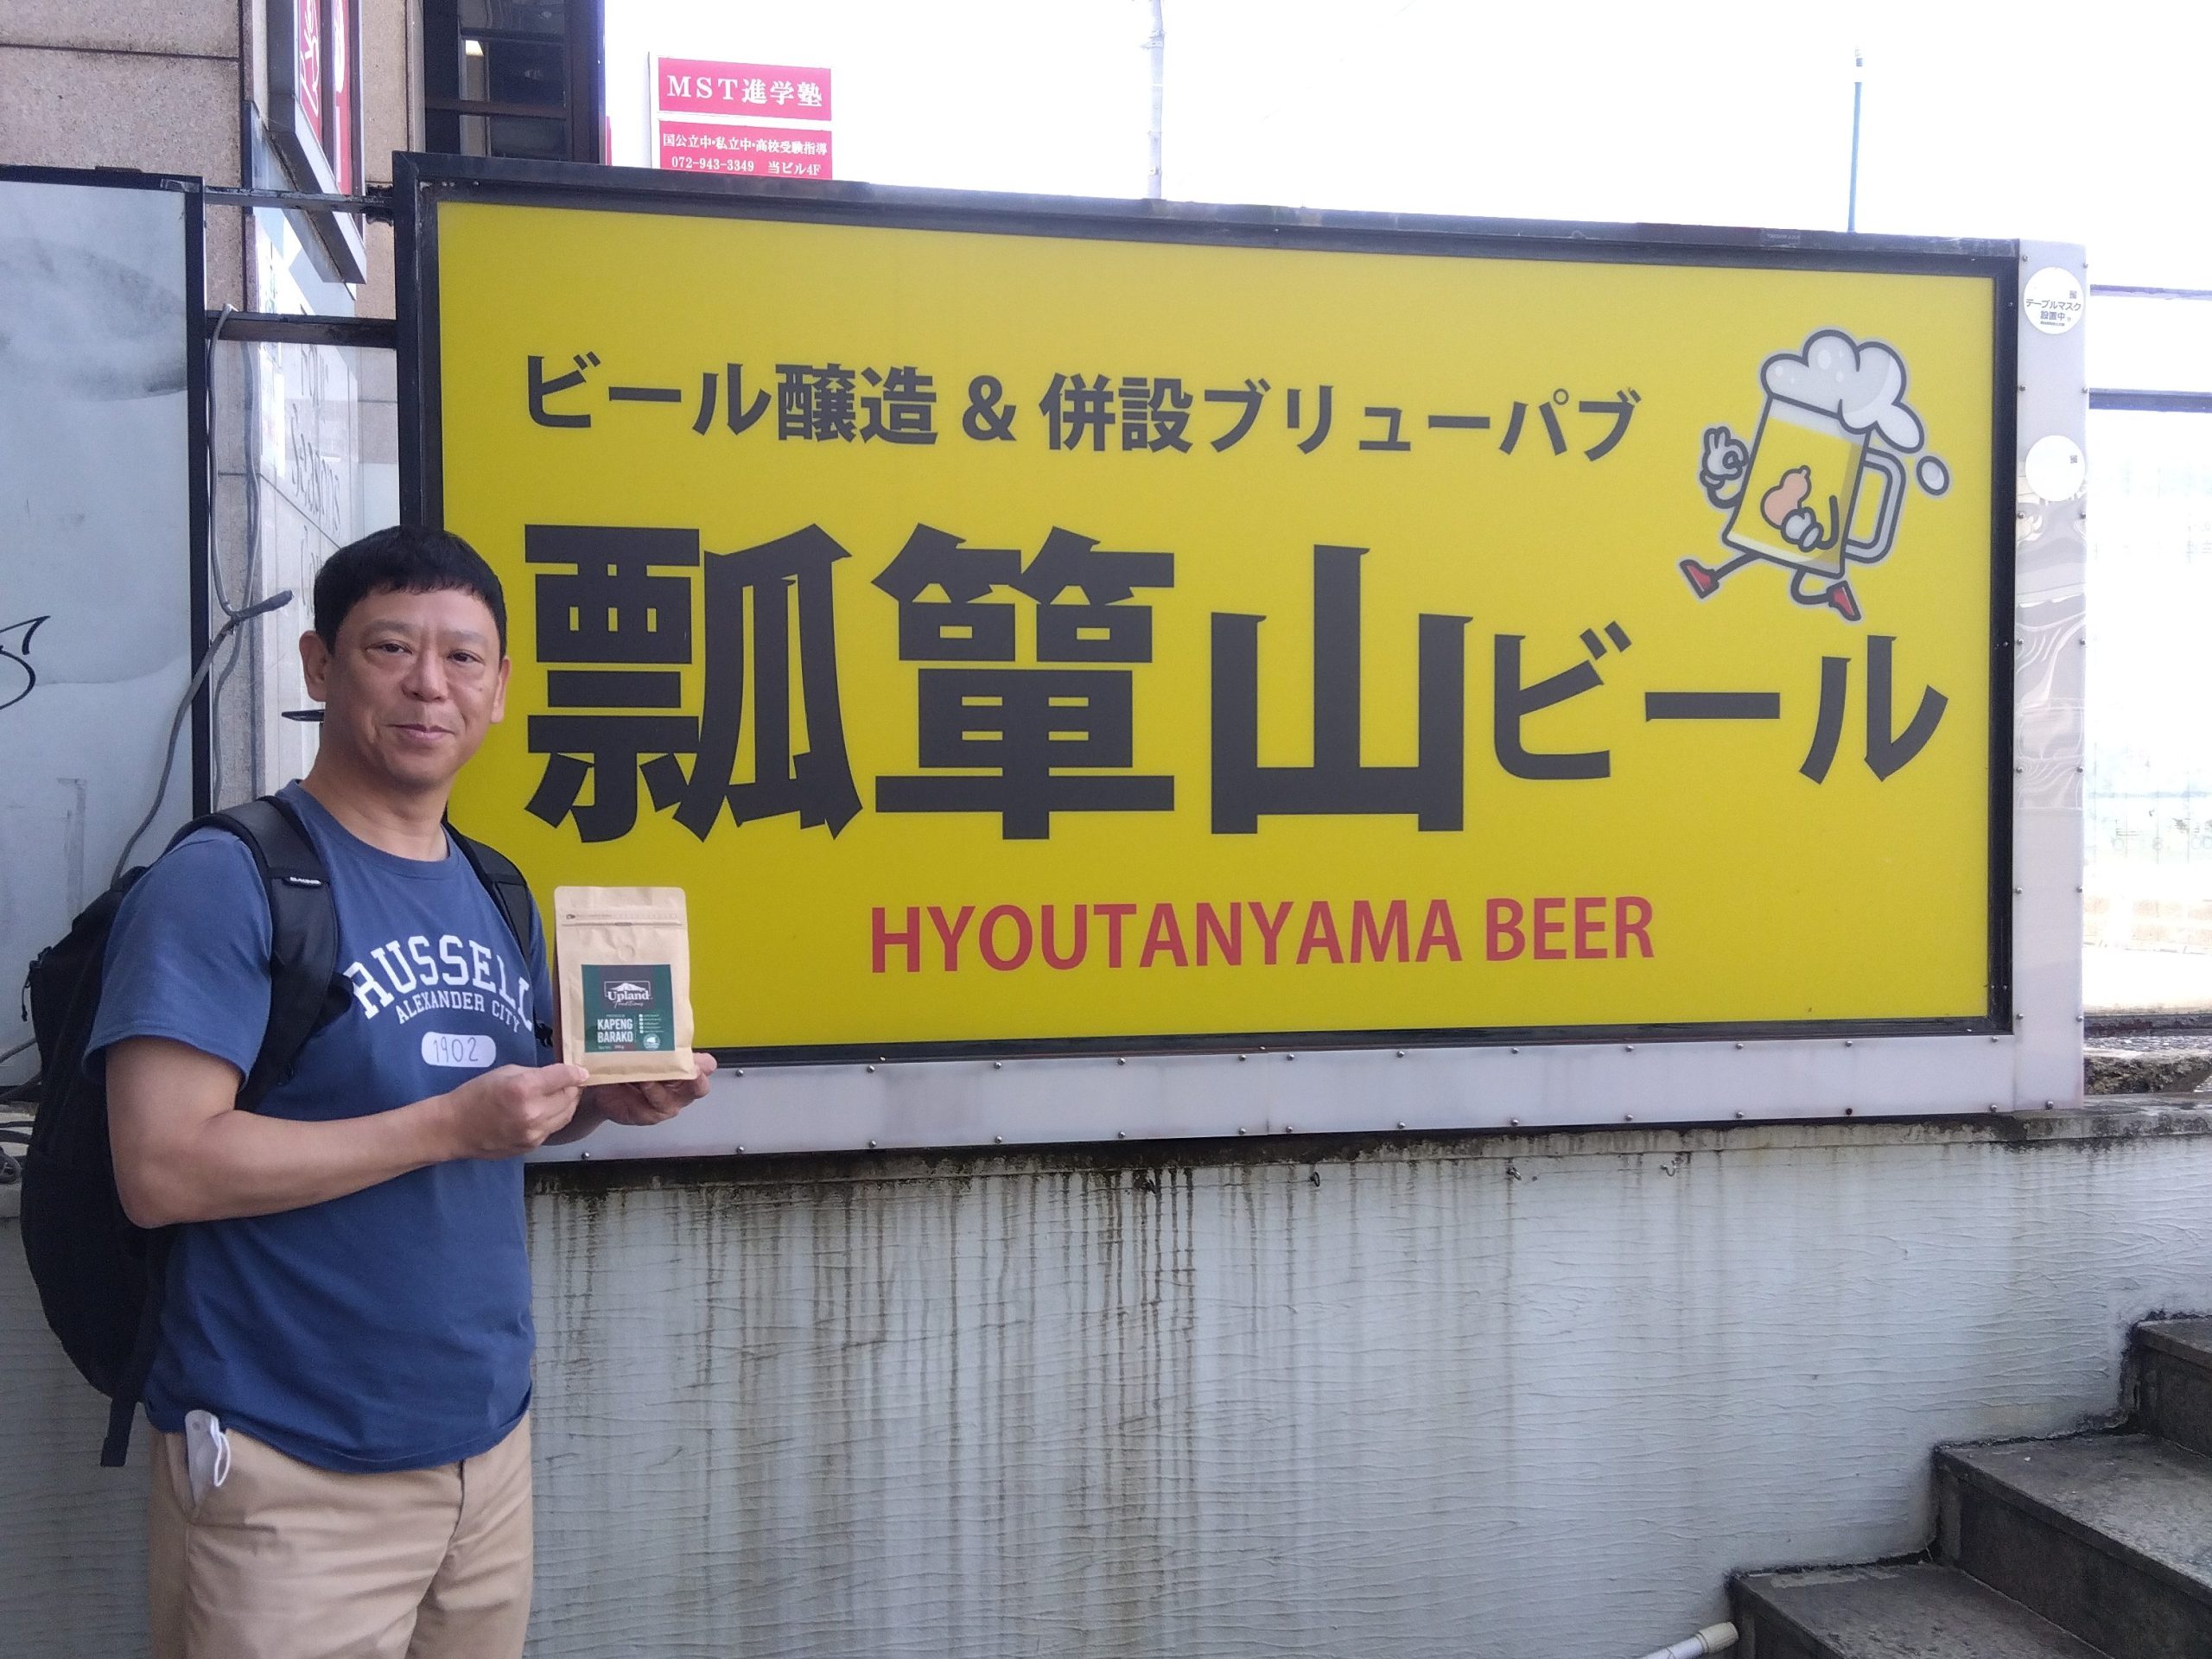 MST進学塾
国公立中・私立中・高校受験指導
072-943-3349 当ビル4F
テーブルマスク
設置中
ビール醸造 & 併設ブリューパブ
瓢箪山ビール
HYOUTANYAMA BEER
RUSSELL
ALEXANDER CITY
1902
Upland
KAPENG
BARAKO